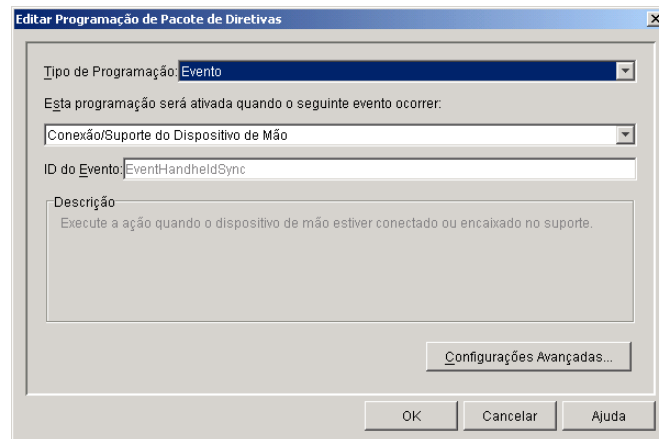 Editar Programação de Pacote de Diretivas
Tipo de Programação: Evento
Esta programação será ativada quando o seguinte evento ocorrer:
Conexão/Suporte do Dispositivo de Mão
ID do Evento: EventHandheldSync
Descrição
Execute a ação quando o dispositivo de mão estiver conectado ou encaixado no suporte.
Configurações Avançadas...
OK Cancelar Ajuda